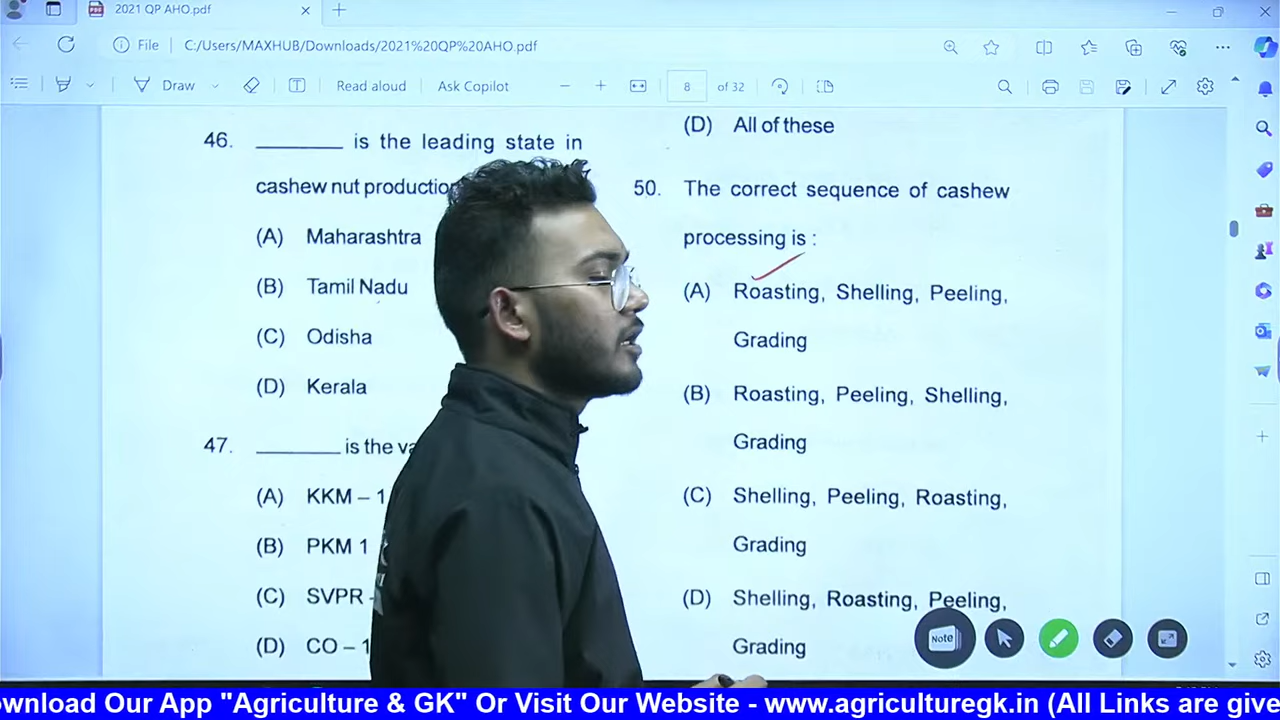 2021 QP AHO.pdf
File
C:/Users/MAXHUB/Downloads/2021%20QP%20AHO.pdf
Draw
Read aloud
Ask Copilot
8
of 32
46. ________ is the leading state in
cashew nut production
(A) Maharashtra
(B) Tamil Nadu
(C) Odisha
(D) Kerala
47. ________ is the
(A) KKM – 1
(B) PKM 1
(C) SVPR
(D) CO – 1
(D) All of these
50. The correct sequence of cashew
processing is :
(A) Roasting, Shelling, Peeling,
Grading
(B) Roasting, Peeling, Shelling,
Grading
(C) Shelling, Peeling, Roasting,
Grading
(D) Shelling, Roasting, Peeling,
Grading
Note
ownload Our App "Agriculture & GK" Or Visit Our Website - www.agriculturegk.in (All Links are give